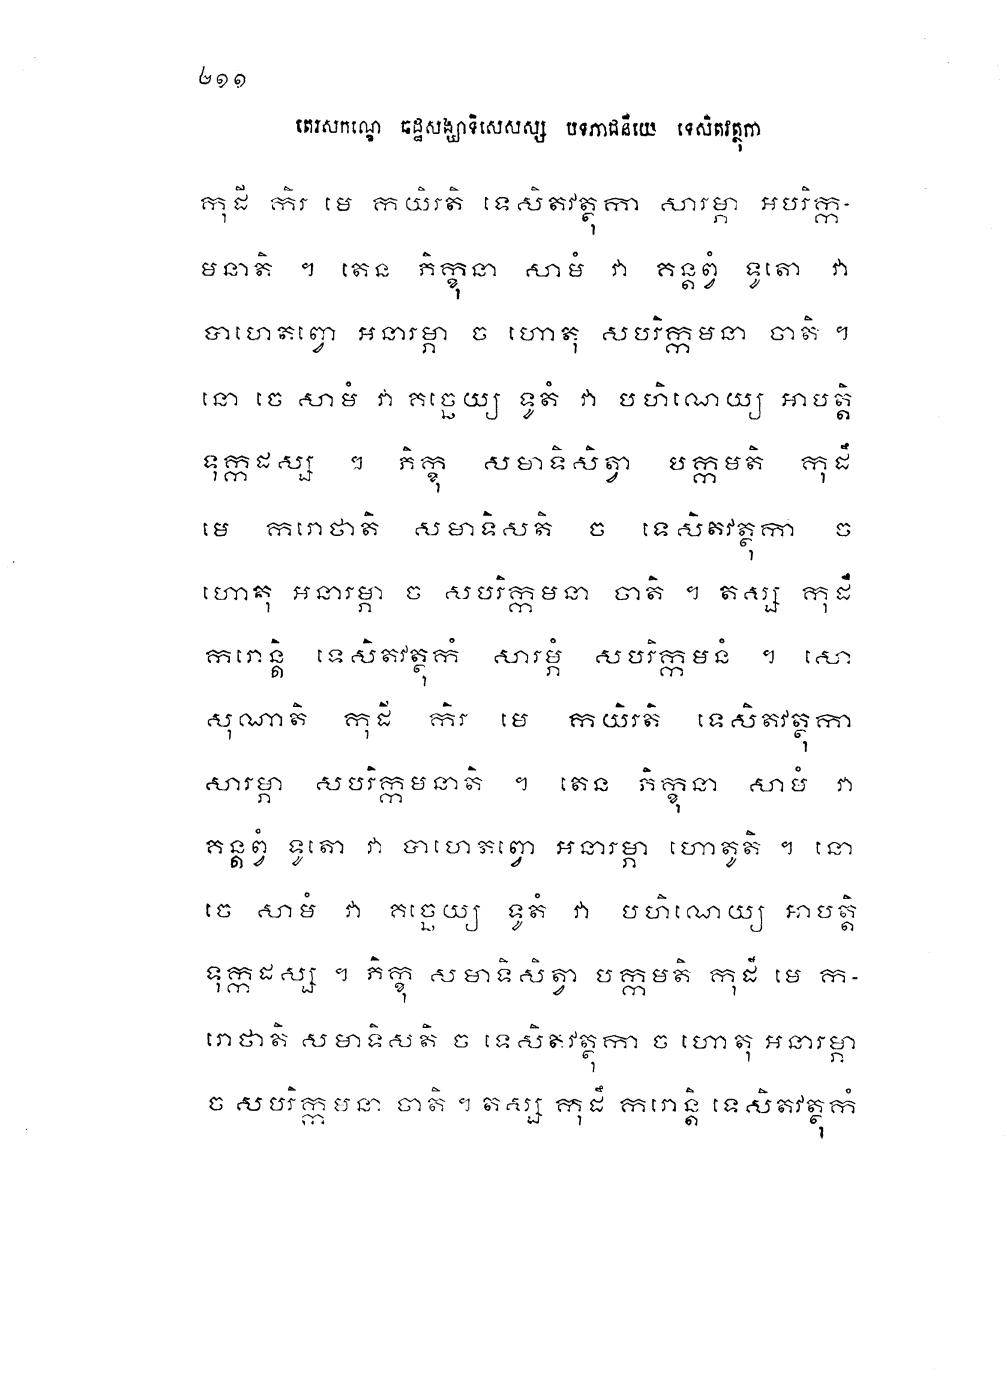 ២១១
តេរសកណ្ឌេ ឆដ្ឋសង្ឃាទិសេសស្ស បទភាជនីយេ ទេសិតវត្ថុកា
កុដី កិរ មេ កយិរតិ ទេសិតវត្ថុកា សារម្ភា អបរិក្ក-
មនាតិ ។ តេន ភិក្ខុនា សាមំ វា គន្តព្វំ ទូតោ វា
បាហេតព្វោ អនារម្ភា ច ហោតុ សបរិក្កមនា ចាតិ ។
នោ ចេ សាមំ វា គច្ឆេយ្យ ទូតំ វា បហិណេយ្យ អាបត្តិ
ទុក្កដស្ស ។ ភិក្ខុ សមាទិសិត្វា បក្កមតិ កុដឹ
មេ ករោថាតិ សមាទិសតិ ច ទេសិតវត្ថុកា ច
ហោតុ អនារម្ភា ច សបរិក្កមនា ចាតិ ។ តស្ស កុដឹ
ករោន្តិ ទេសិតវត្ថុកំ សារម្ភំ សបរិក្កមនំ ។ សោ
សុណាតិ កុដី កិរ មេ កយិរតិ ទេសិតវត្ថុកា
សារម្ភា សបរិក្កមនាតិ ។ តេន ភិក្ខុនា សាមំ វា
គន្តព្វំ ទូតោ វា បាហេតព្វោ អនារម្ភា ហោតូតិ ។ នោ
ចេ សាមំ វា គច្ឆេយ្យ ទូតំ វា បហិណេយ្យ អាបត្តិ
ទុក្កដស្ស ។ ភិក្ខុ សមាទិសិត្វា បក្កមតិ កុដឹ មេ ក-
រោថាតិ សមាទិសតិ ច ទេសិតវត្ថុកា ច ហោតុ អនារម្ភា
ច សបរិក្កមនា ចាតិ ។ តស្ស កុដឹ ករោន្តិ ទេសិតវត្ថុកំ